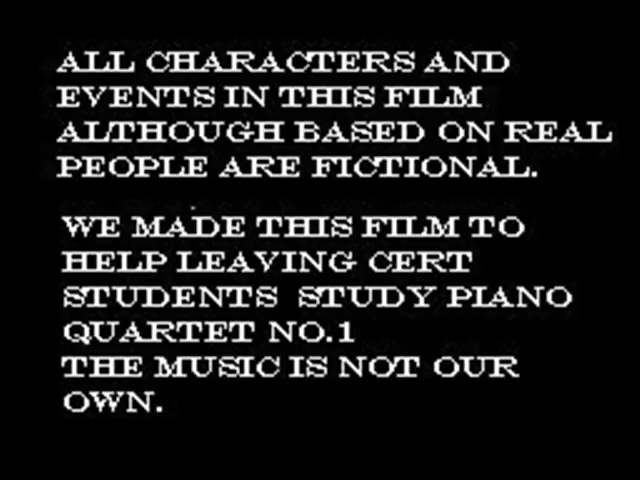 ALL CHARACTERS AND
EVENTS IN THIS FILM
ALTHOUGH BASED ON REAL
PEOPLE ARE FICTIONAL.
WE MADE THIS FILM TO
HELP LEAVING CERT
STUDENTS STUDY PIANO
QUARTET NO.1
THE MUSIC IS NOT OUR
OWN.